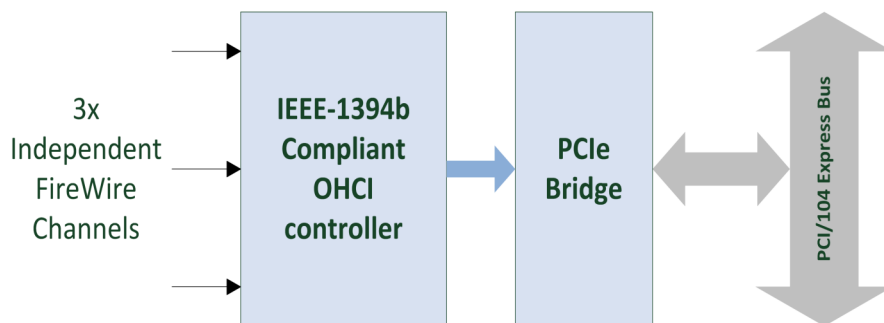 3x
Independent
FireWire
Channels
IEEE-1394b
Compliant
OHCI
controller
PCIe
Bridge
PCI/104 Express Bus